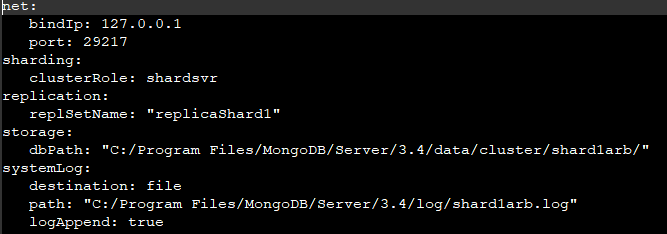 net:
   bindIp: 127.0.0.1
   port: 29217
sharding:
   clusterRole: shardsvr
replication:
   replSetName: "replicaShard1"
storage:
   dbPath: "C:/Program Files/MongoDB/Server/3.4/data/cluster/shard1arb/"
systemLog:
   destination: file
   path: "C:/Program Files/MongoDB/Server/3.4/log/shard1arb.log"
   logAppend: true